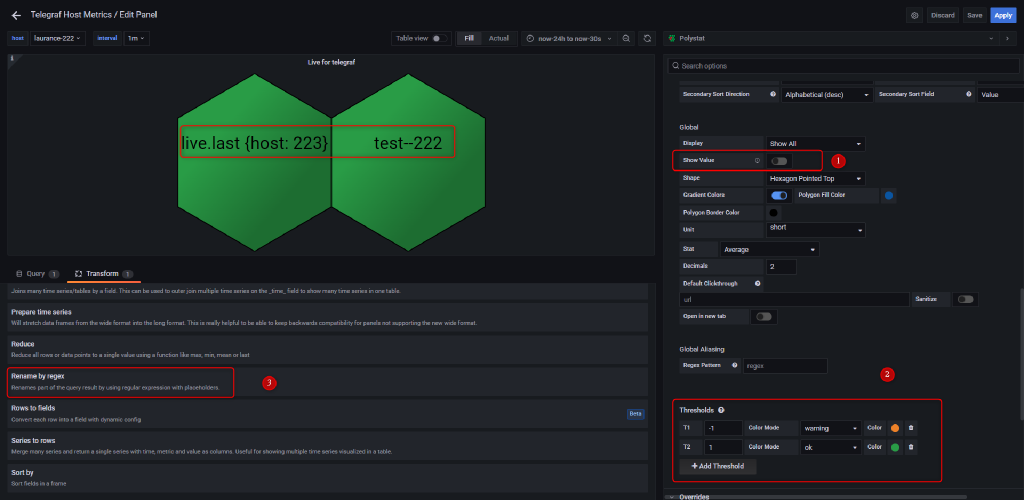 Telegraf Host Metrics / Edit Panel
Discard Save Apply
host laurance-222 interval 1m
Table view Fill Actual now-24h to now-30s
Polystat
Live for telegraf
live.last {host: 223} test--222
Search options
Secondary Sort Direction Alphabetical (desc) Secondary Sort Field Value
Global
Display Show All
Show Value 1
Shape Hexagon Pointed Top
Gradient Colors Polygon Fill Color
Polygon Border Color
Unit short
Stat Average
Decimals 2
Default Clickthrough
url Sanitize
Open in new tab
Global Aliasing
Regex Pattern regex
2
Thresholds
T1 -1 Color Mode warning Color
T2 1 Color Mode ok Color
+ Add Threshold
Overrides
Query 1 Transform 1
Joins many time series/tables by a field. This can be used to outer join multiple time series on the _time_ field to show many time series in one table.
Prepare time series
Will stretch data frames from the wide format into the long format. This is really helpful to be able to keep backwards compatibility for panels not supporting the new wide format.
Reduce
Reduce all rows or data points to a single value using a function like max, min, mean or last
Rename by regex
Renames part of the query result by using regular expression with placeholders.
3
Rows to fields
Convert each row into a field with dynamic config
Beta
Series to rows
Merge many series and return a single series with time, metric and value as columns. Useful for showing multiple time series visualized in a table.
Sort by
Sort fields in a frame